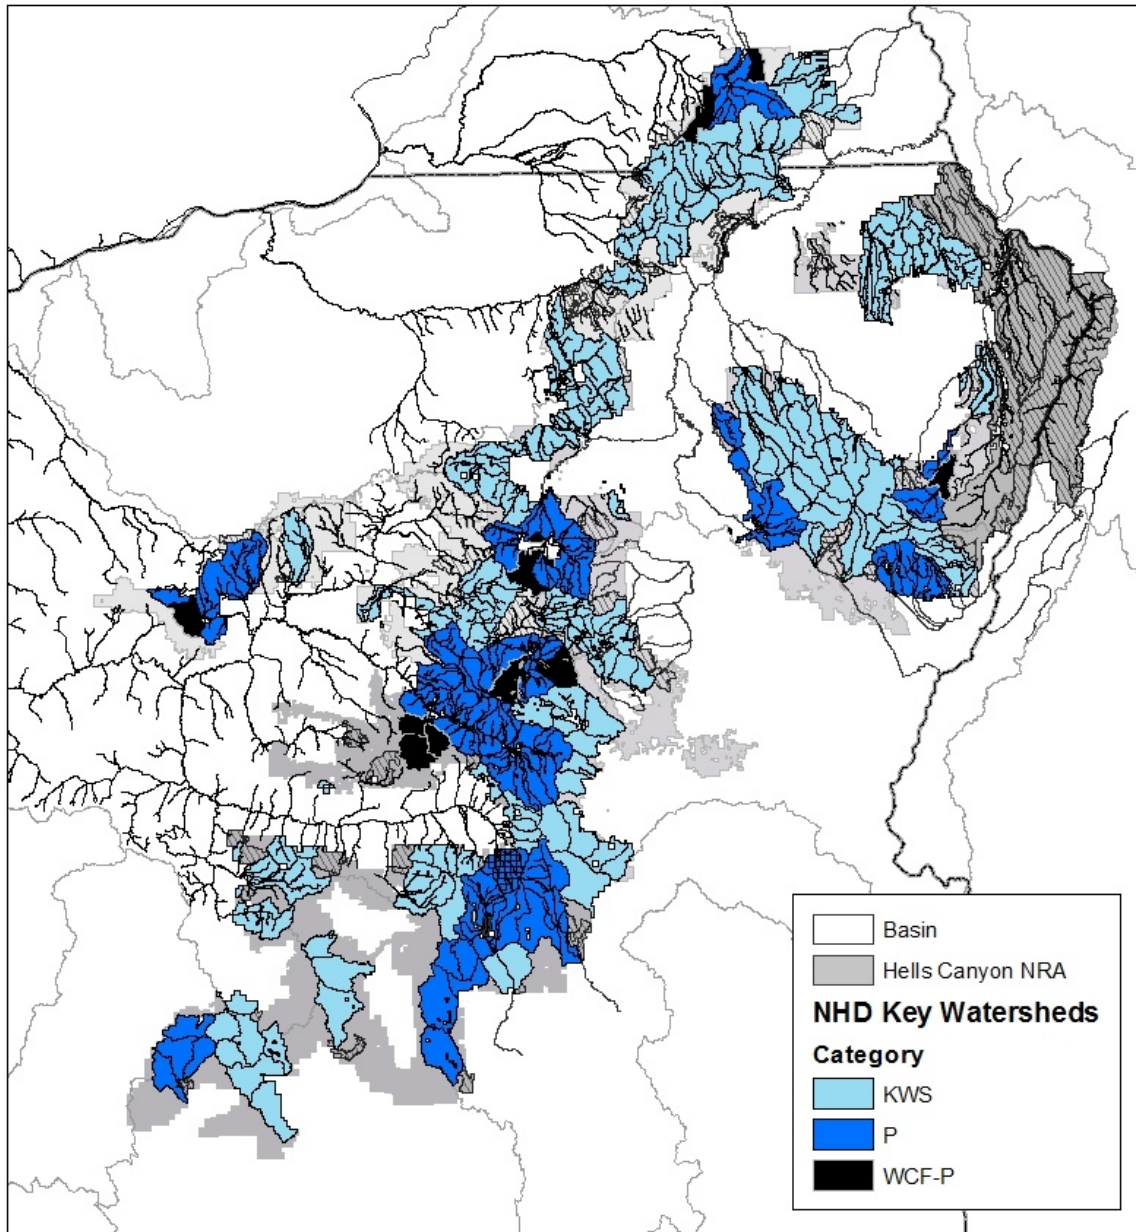 Basin
Hells Canyon NRA
NHD Key Watersheds
Category
KWS
P
WCF-P